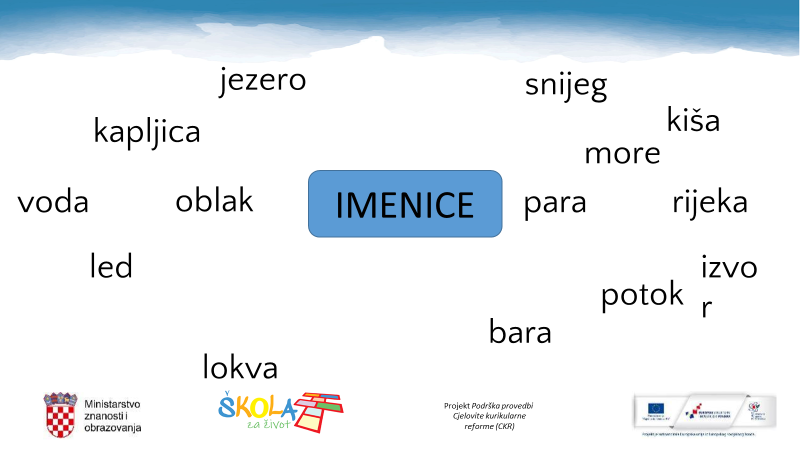 jezero
snijeg
kiša
kapljica
more
voda
oblak
IMENICE
para
rijeka
led
izvo
r
potok
bara
lokva
Ministarstvo
znanosti i
obrazovanja
ŠKOLA
za život
Projekt Podrška provedbi
Cjelovite kurikularne
reforme (CKR)